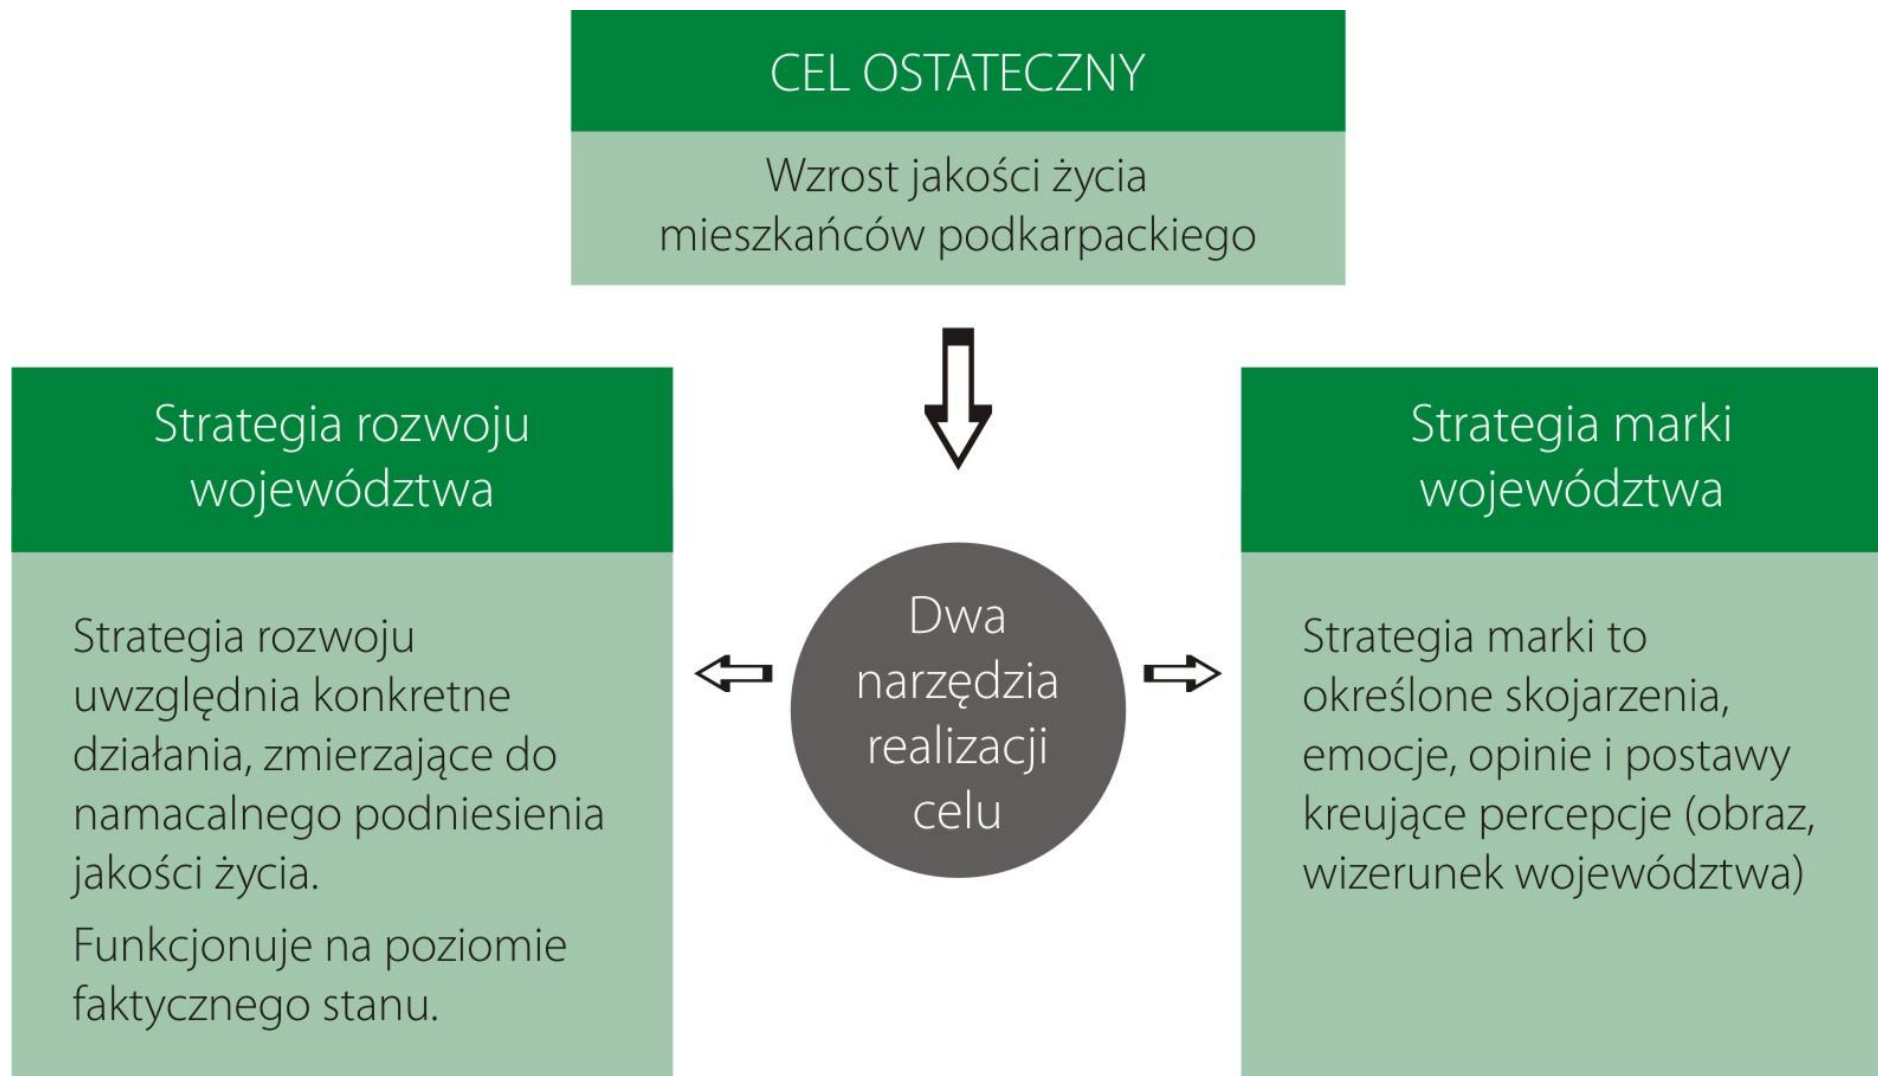 CEL OSTATECZNY
Wzrost jakości życia
mieszkańców podkarpackiego
Strategia rozwoju
województwa
Strategia rozwoju
uwzględnia konkretne
działania, zmierzające do
namacalnego podniesienia
jakości życia.
Funkcjonuje na poziomie
faktycznego stanu.
Dwa
narzędzia
realizacji
celu
Strategia marki
województwa
Strategia marki to
określone skojarzenia,
emocje, opinie i postawy
kreujące percepcje (obraz,
wizerunek województwa)